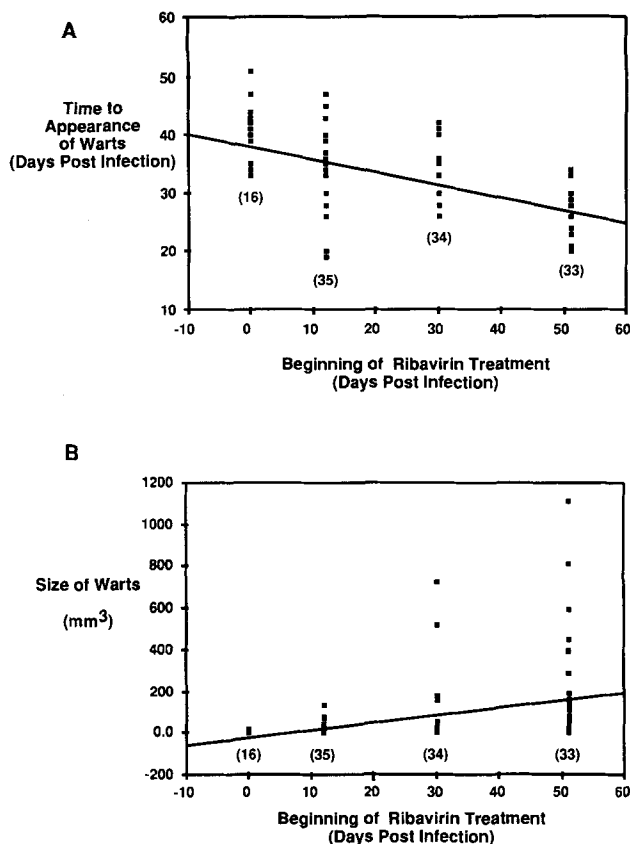 A
Time to
Appearance
of Warts
(Days Post Infection)
60
50
40
30
20
10
(16)
(35)
(34)
(33)
-10 0 10 20 30 40 50 60
Beginning of Ribavirin Treatment
(Days Post Infection)
B
Size of Warts
(mm3)
1200
1000
800
600
400
200
0.0
-200
(16) (35) (34) (33)
-10 0 10 20 30 40 50 60
Beginning of Ribavirin Treatment
(Days Post Infection)